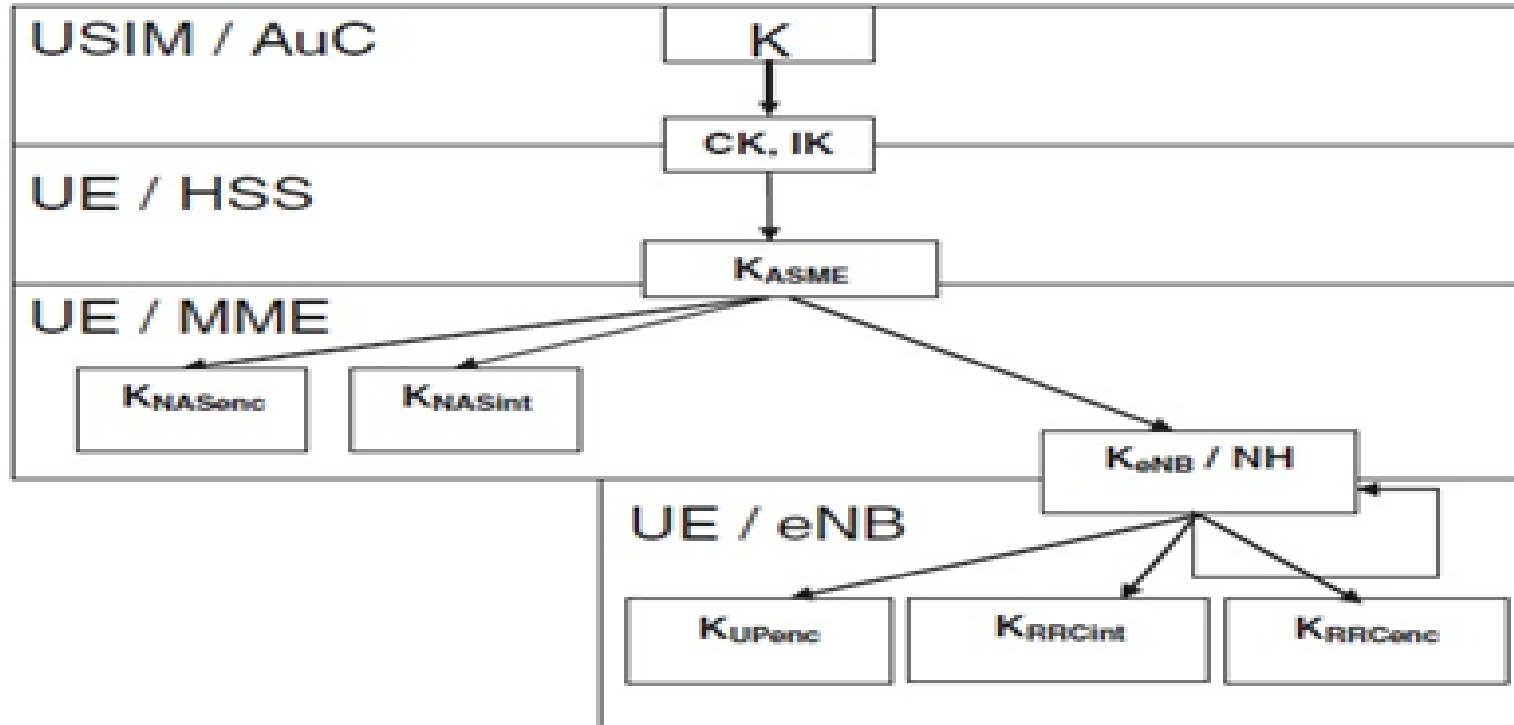 USIM / AuC
K
CK, IK
UE / HSS
KASME
UE / MME
KNASenc
KNASint
KeNB / NH
UE / eNB
KUPenc
KRRCint
KRRCenc